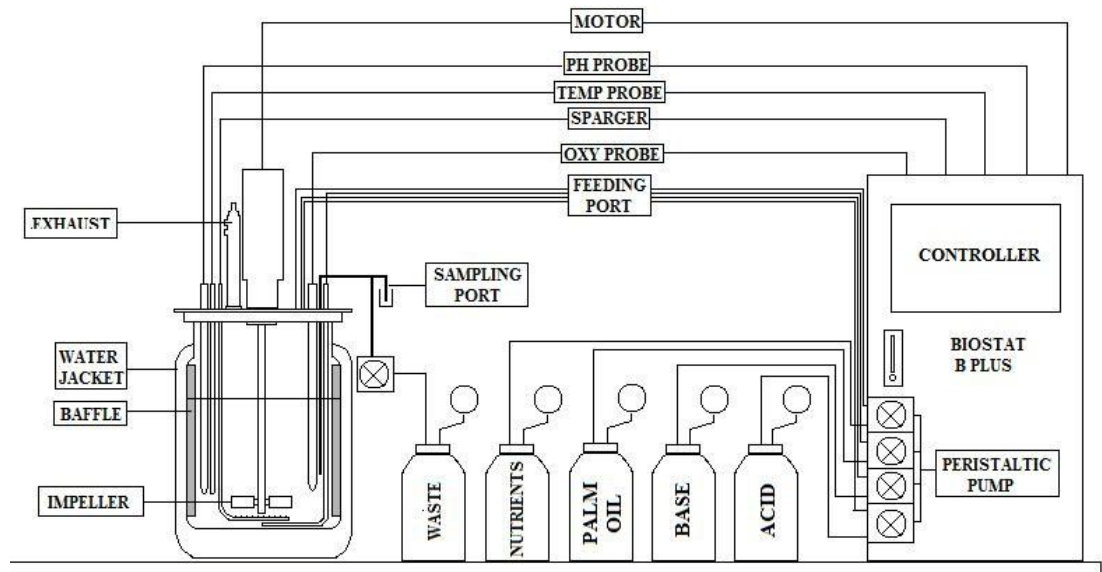 MOTOR
PH PROBE
TEMP PROBE
SPARGER
OXY PROBE
FEEDING
PORT
.EXHAUST
SAMPLING
PORT
CONTROLLER
WATER
JACKET
BIOSTAT
B PLUS
BAFFLE
IMPELLER
WASTE
NUTRIENTS
PALM
OIL
BASE
ACID
PERISTALTIC
PUMP